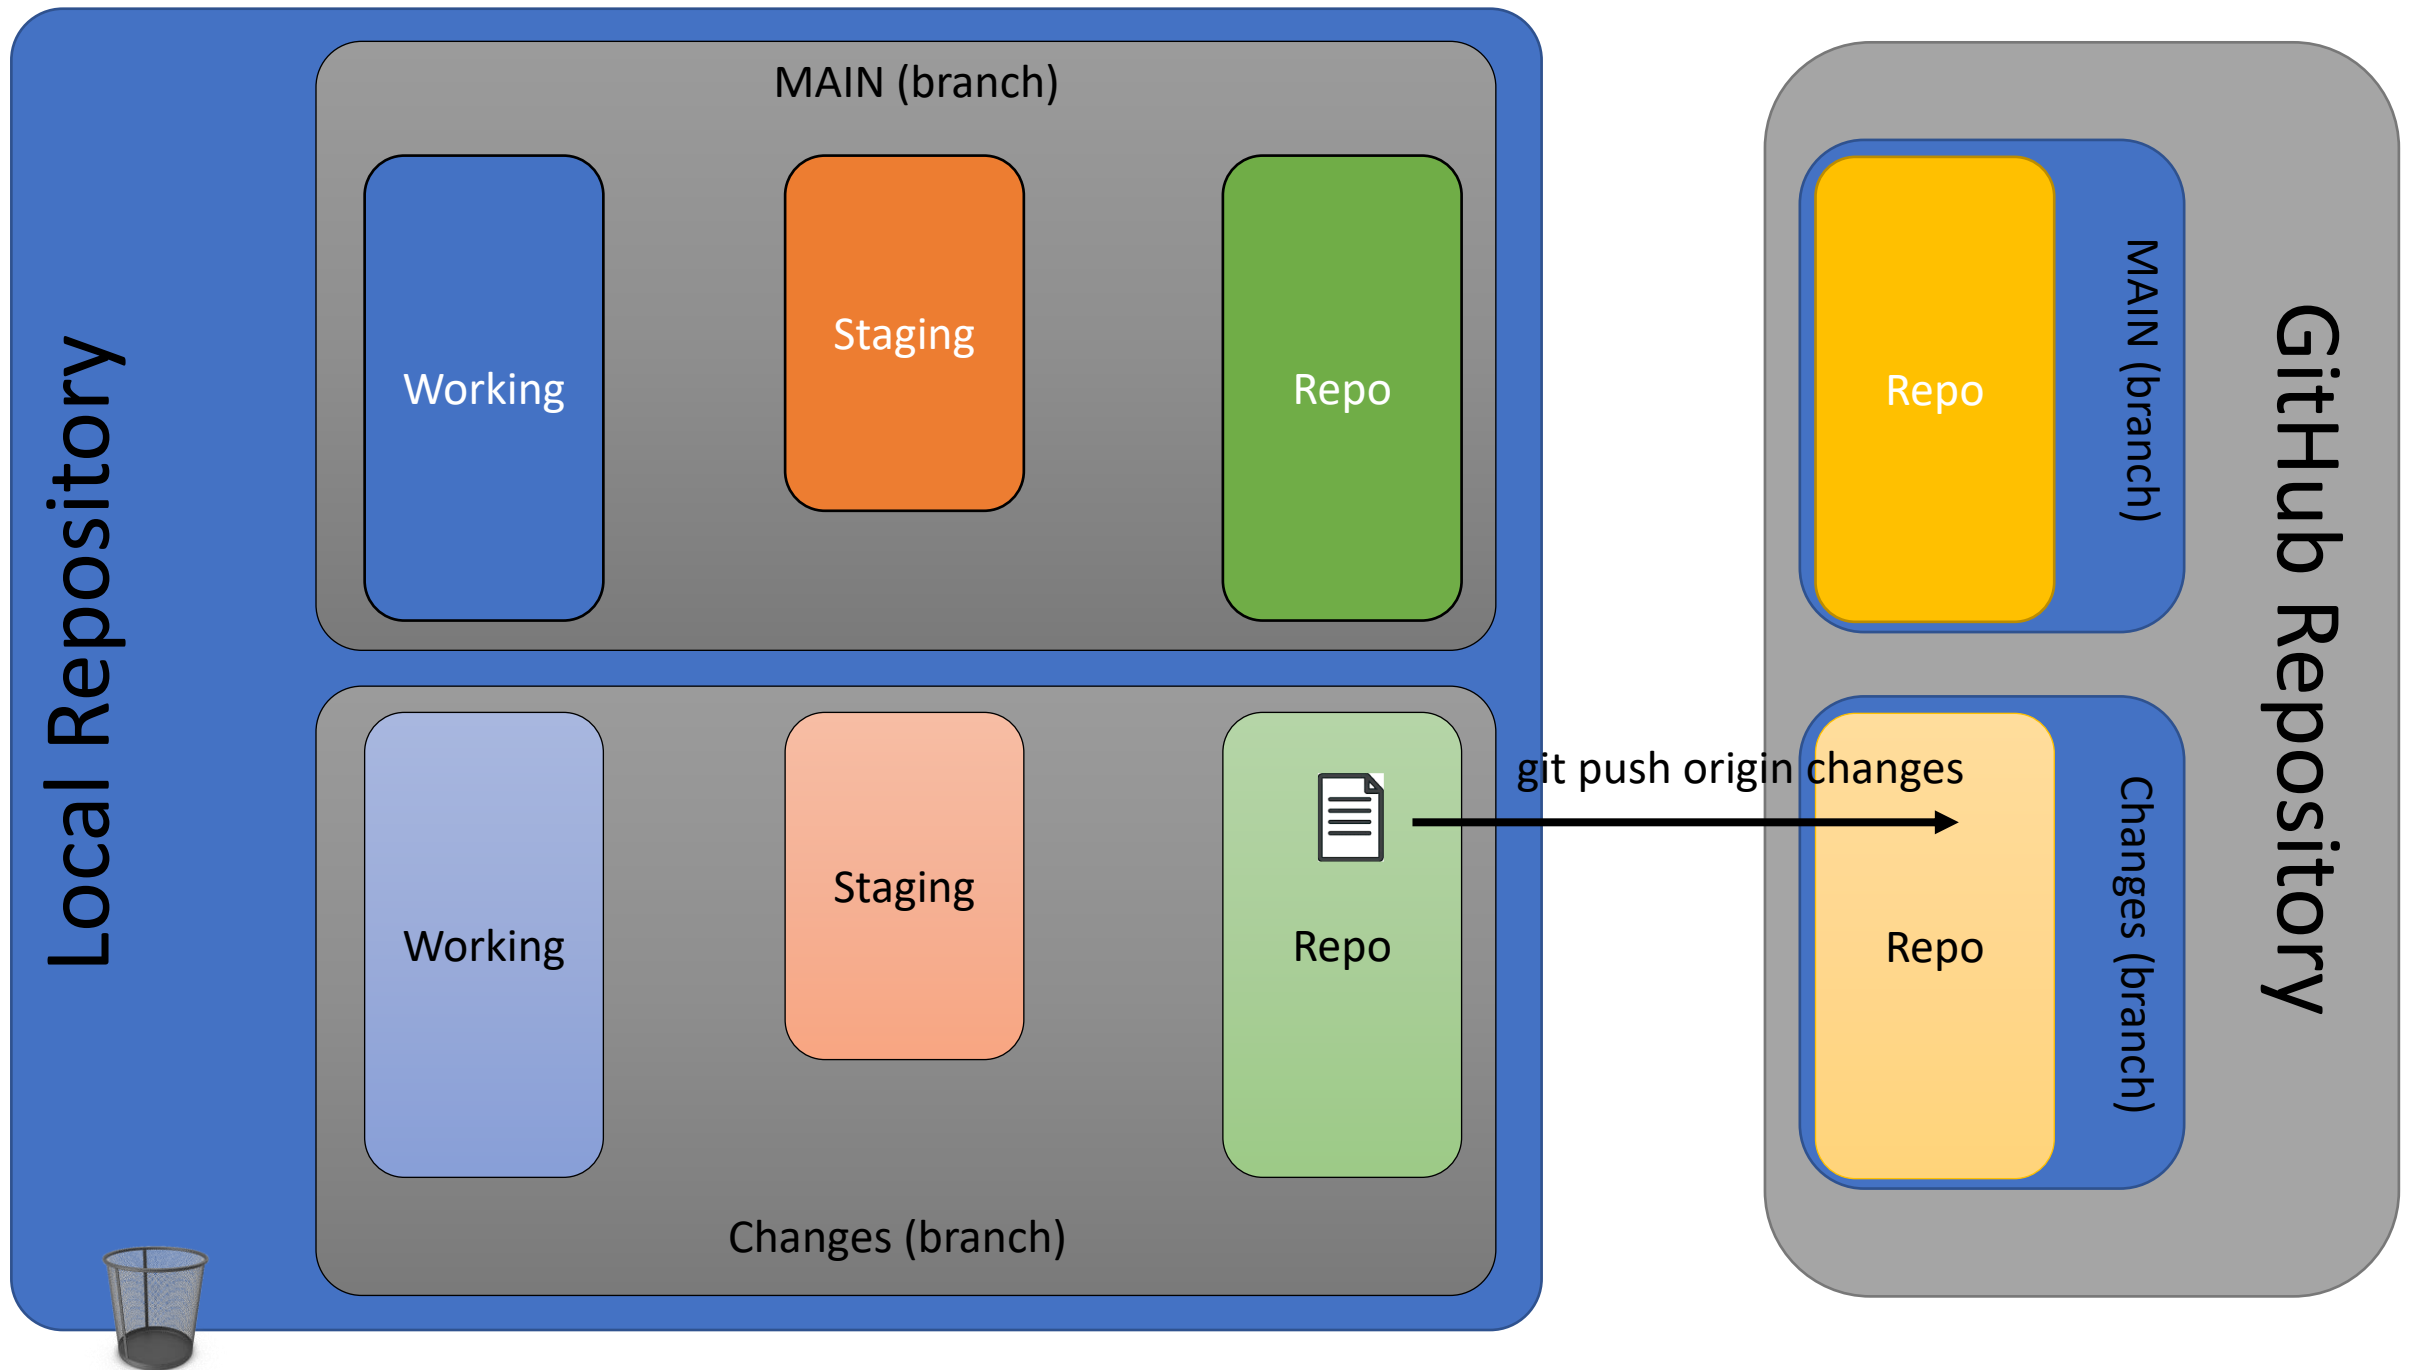 Local Repository
MAIN (branch)
Working
Staging
Repo
Working
Staging
Repo
Changes (branch)
git push origin changes
Repo
MAIN (branch)
Repo
Changes (branch)
GitHub Repository